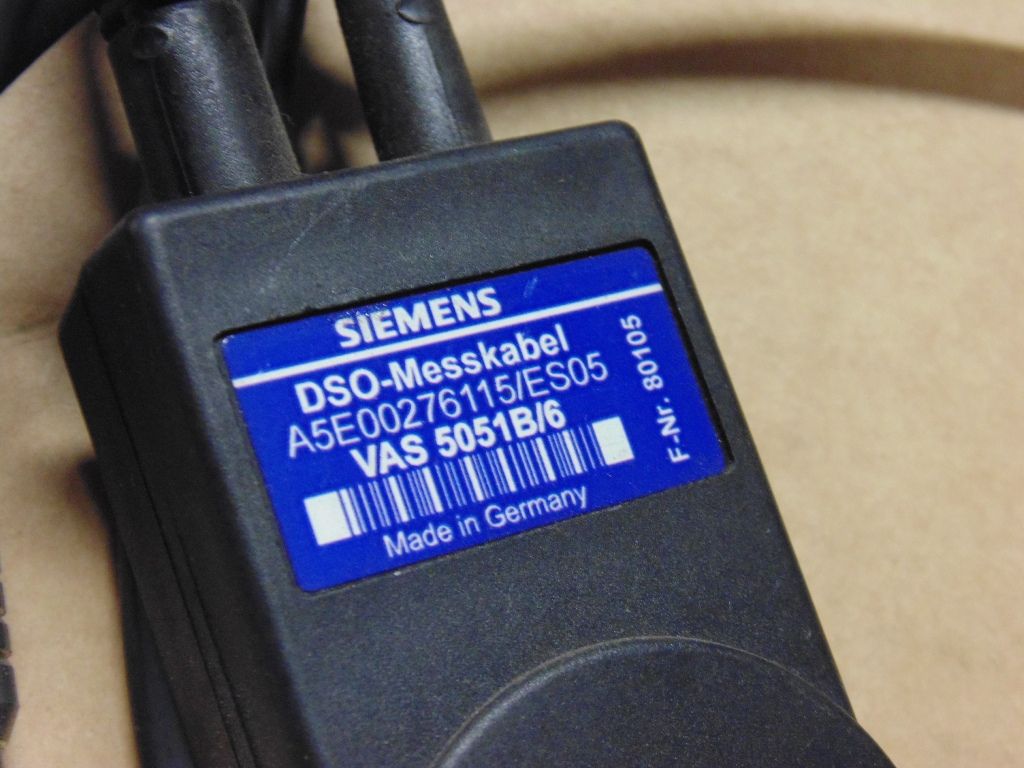 SIEMENS
DSO-Messkabel
A5E00276115/ES05
VAS 5051B/6
Made in Germany
F-Nr. 80105